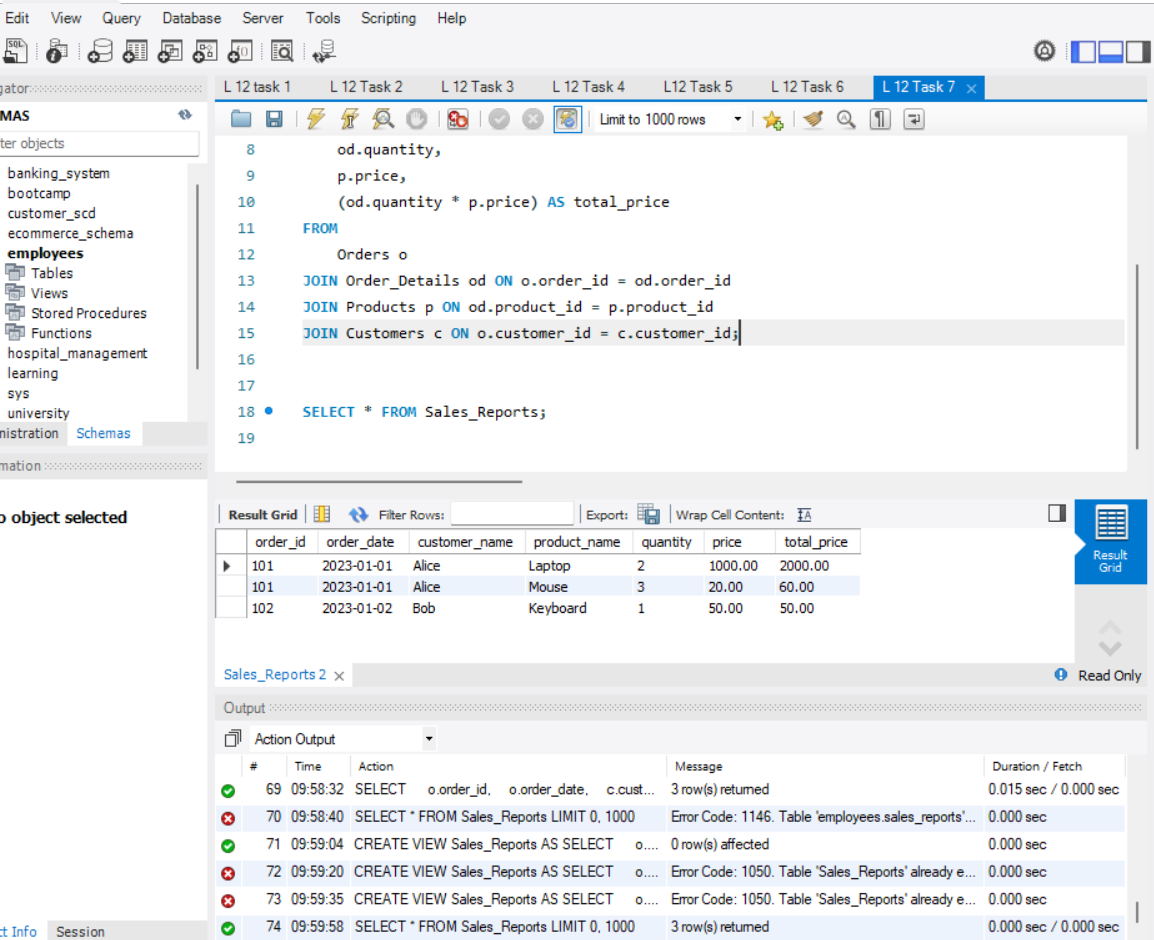 Edit View Query Database Server Tools Scripting Help
SQL
L 12 task 1 L 12 Task 2 L 12 Task 3 L 12 Task 4 L12 Task 5 L 12 Task 6 L 12 Task 7
gator
MAS
ter objects
banking_system
bootcamp
customer_scd
ecommerce_schema
employees
Tables
Views
Stored Procedures
Functions
hospital_management
learning
sys
university
nistration Schemas
mation
o object selected
ct Info Session
Limit to 1000 rows
8 od.quantity,
9 p.price,
10 (od.quantity * p.price) AS total_price
11 FROM
12 Orders o
13 JOIN Order_Details od ON o.order_id = od.order_id
14 JOIN Products p ON od.product_id = p.product_id
15 JOIN Customers c ON o.customer_id = c.customer_id;
16
17
18 SELECT * FROM Sales_Reports;
19
Result Grid Filter Rows: Export: Wrap Cell Content: IA
order_id order_date customer_name product_name quantity price total_price
101 2023-01-01 Alice Laptop 2 1000.00 2000.00
101 2023-01-01 Alice Mouse 3 20.00 60.00
102 2023-01-02 Bob Keyboard 1 50.00 50.00
Result
Grid
Sales_Reports 2 Read Only
Output
Action Output
# Time Action Message Duration / Fetch
69 09:58:32 SELECT o.order_id, o.order_date, c.cust... 3 row(s) returned 0.015 sec / 0.000 sec
70 09:58:40 SELECT * FROM Sales_Reports LIMIT 0, 1000 Error Code: 1146. Table 'employees.sales_reports'... 0.000 sec
71 09:59:04 CREATE VIEW Sales_Reports AS SELECT o.... 0 row(s) affected 0.000 sec
72 09:59:20 CREATE VIEW Sales_Reports AS SELECT o.... Error Code: 1050. Table 'Sales_Reports' already e... 0.000 sec
73 09:59:35 CREATE VIEW Sales_Reports AS SELECT o.... Error Code: 1050. Table 'Sales_Reports' already e... 0.000 sec
74 09:59:58 SELECT * FROM Sales_Reports LIMIT 0, 1000 3 row(s) returned 0.000 sec / 0.000 sec